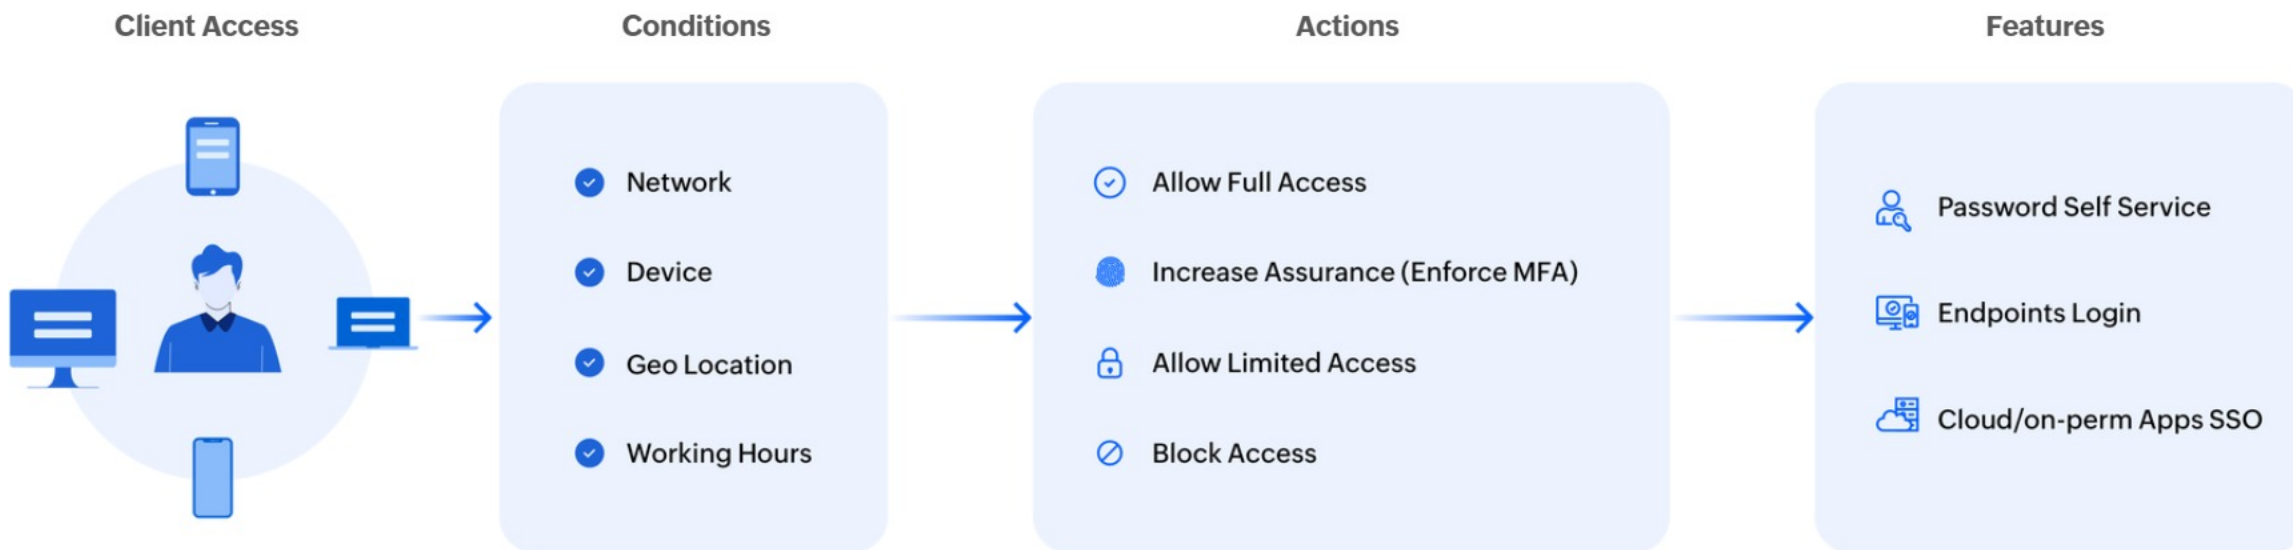 Client Access
Conditions
Actions
Features
Network
Device
Geo Location
Working Hours
Allow Full Access
Increase Assurance (Enforce MFA)
Allow Limited Access
Block Access
Password Self Service
Endpoints Login
Cloud/on-perm Apps SSO